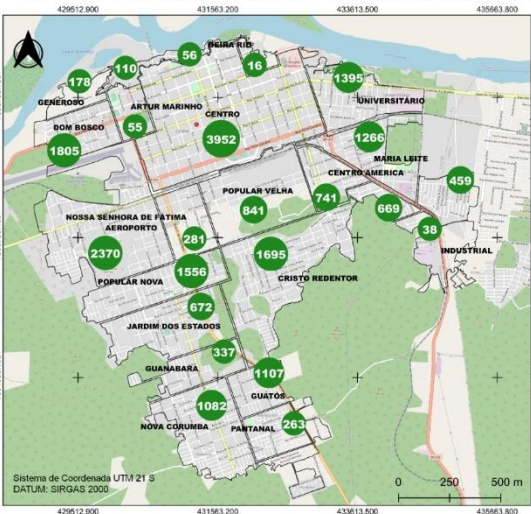 429512.900 431563.200 433613.500 435663.800
56
BEIRA RIO
16
110
178
1395
GENEROSO
ARTUR MARINHO
UNIVERSITÁRIO
DOM BOSCO
55
CENTRO
3952
1266
1805
MARIA LEITE
CENTRO AMERICA
459
POPULAR VELHA
741
841
669
NOSSA SENHORA DE FÁTIMA
AEROPORTO
38
281
2370
1695
INDUSTRIAL
1556
POPULAR NOVA
CRISTO REDENTOR
672
JARDIM DOS ESTADOS
337
GUANABARA
1107
GUATÓS
1082
NOVA CORUMBA
PANTANAL
263
Sistema de Coordenada UTM 21 S
DATUM: SIRGAS 2000
0 250 500 m
429512.900 431563.200 433613.500 435663.800